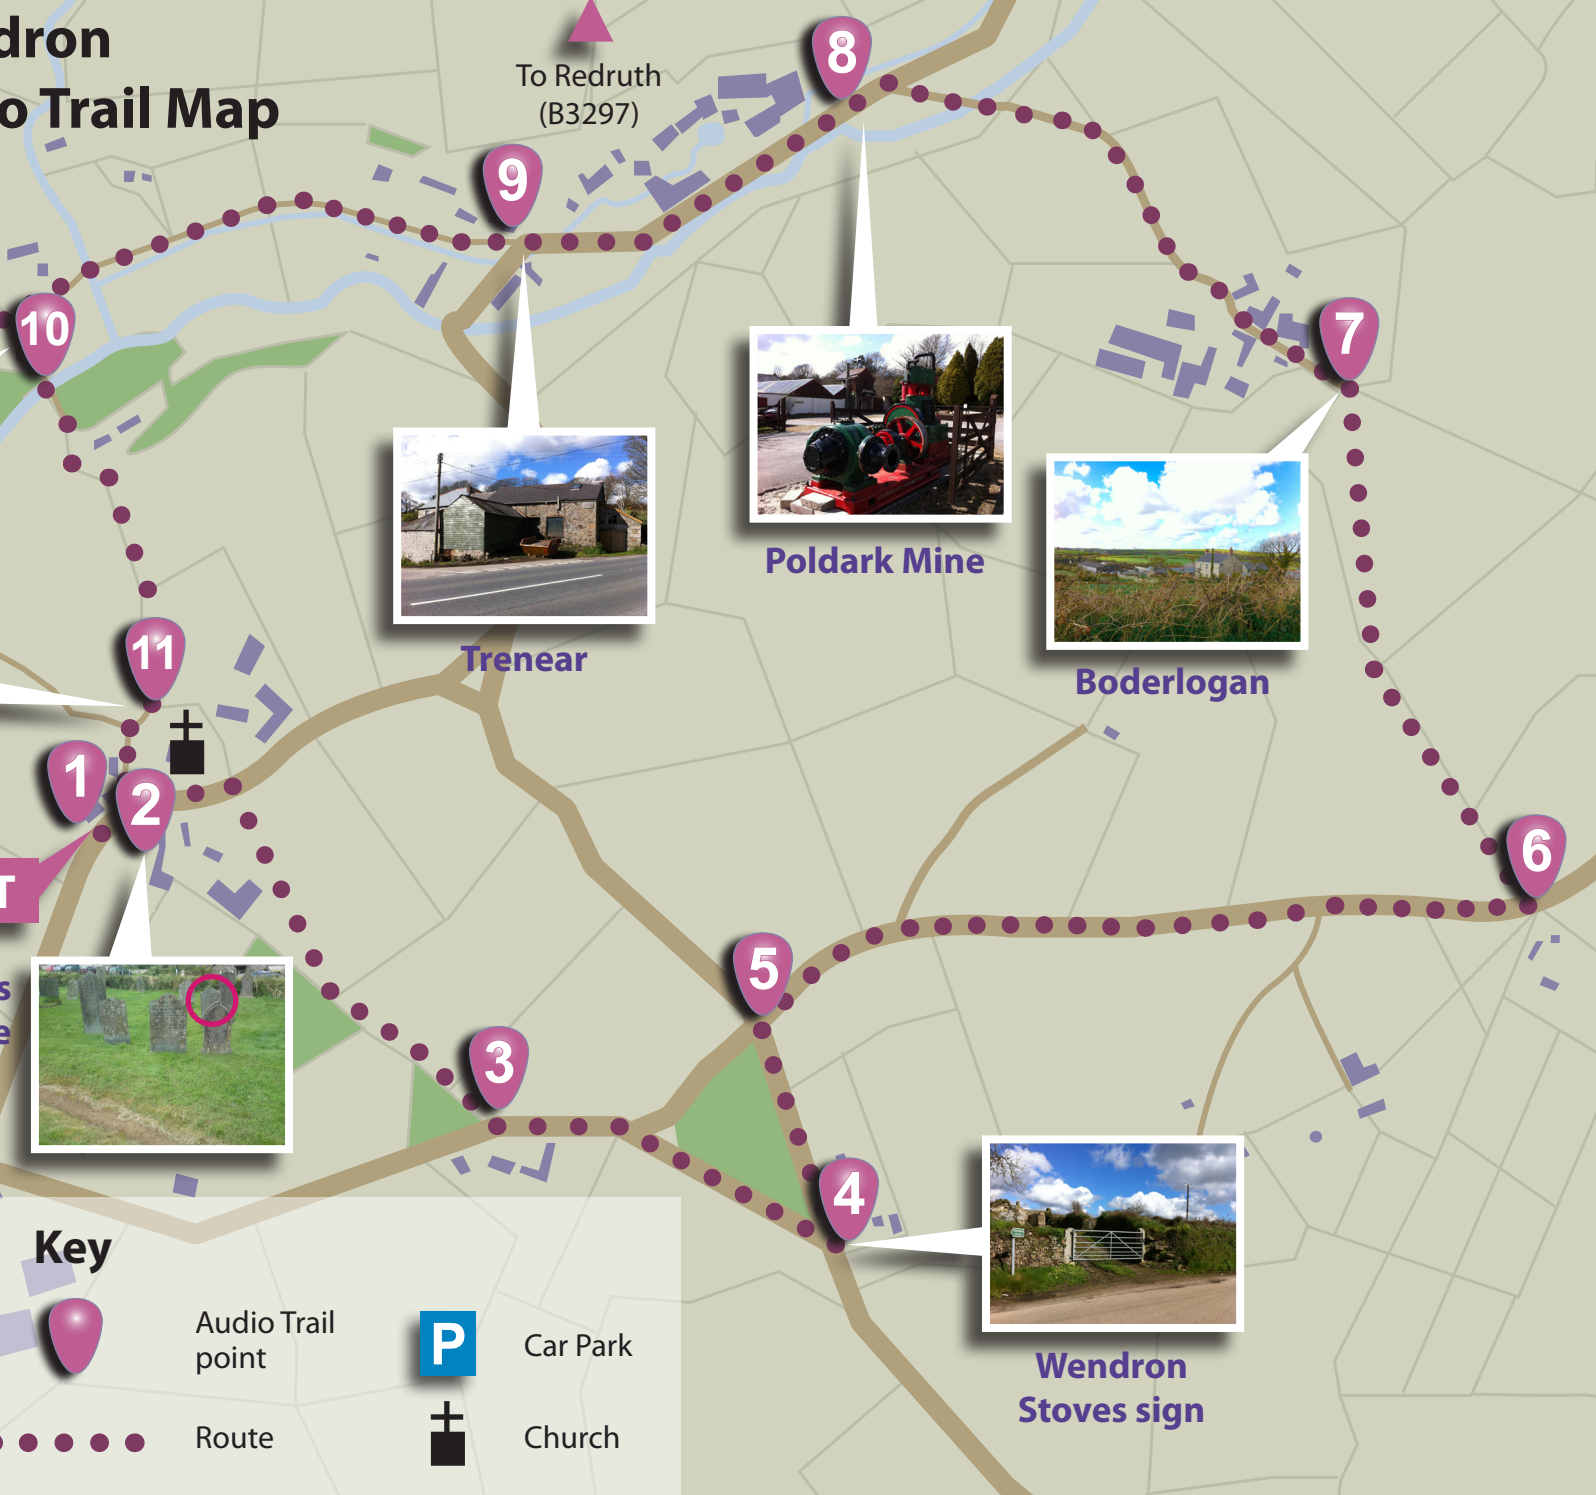 dron
o Trail Map
To Redruth
(B3297)
8
9
10
7
Poldark Mine
Trenear
Boderlogan
11
1
2
6
T
5
s
e
3
4
Wendron
Stoves sign
Key
Audio Trail
point
P
Car Park
Route
Church